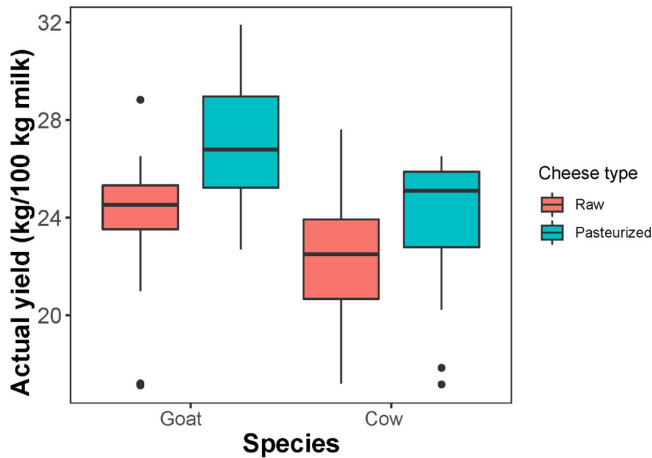 Actual yield (kg/100 kg milk)
32
28
24
20
Goat
Cow
Species
Cheese type
Raw
Pasteurized